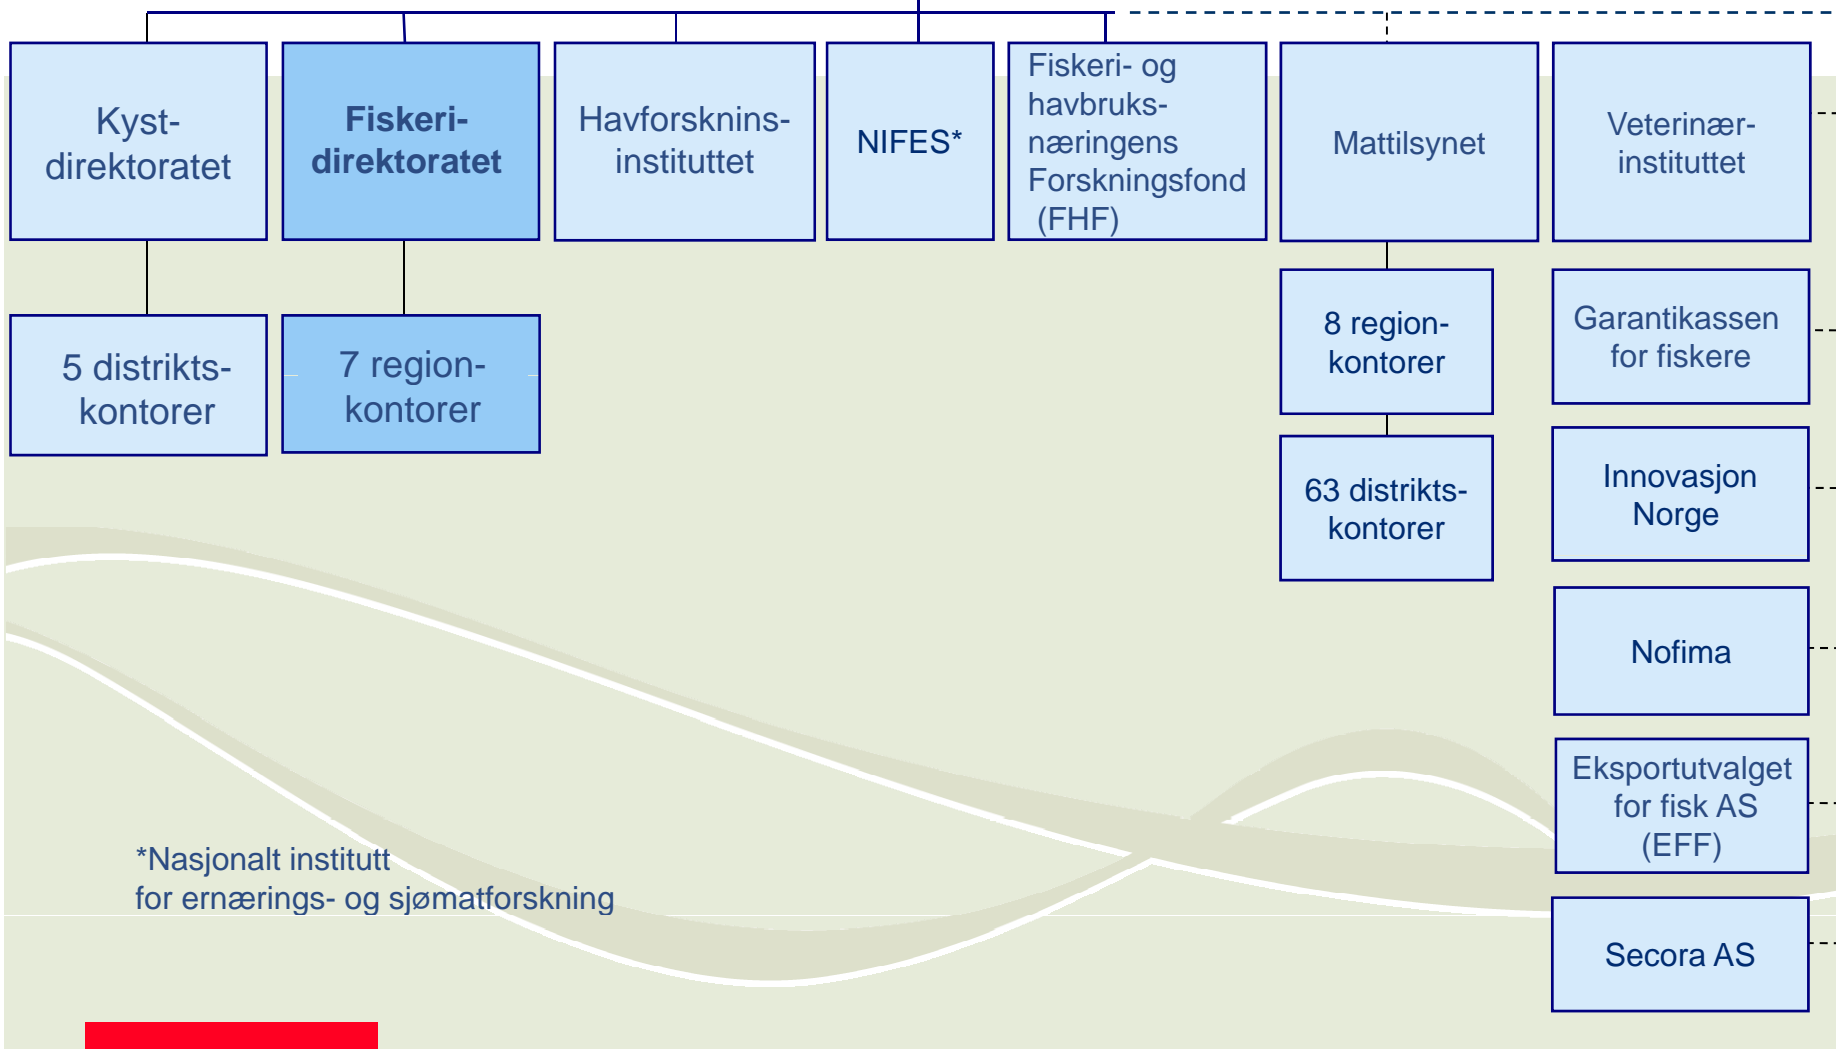 Kyst-
direktoratet
Fiskeri-
direktoratet
Havforsknins-
instituttet
NIFES*
Fiskeri- og
havbruks-
næringens
Forskningsfond
(FHF)
Mattilsynet
Veterinær-
instituttet
5 distrikts-
kontorer
7 region-
kontorer
8 region-
kontorer
63 distrikts-
kontorer
Garantikassen
for fiskere
Innovasjon
Norge
Nofima
Eksportutvalget
for fisk AS
(EFF)
Secora AS
*Nasjonalt institutt
for ernærings- og sjømatforskning